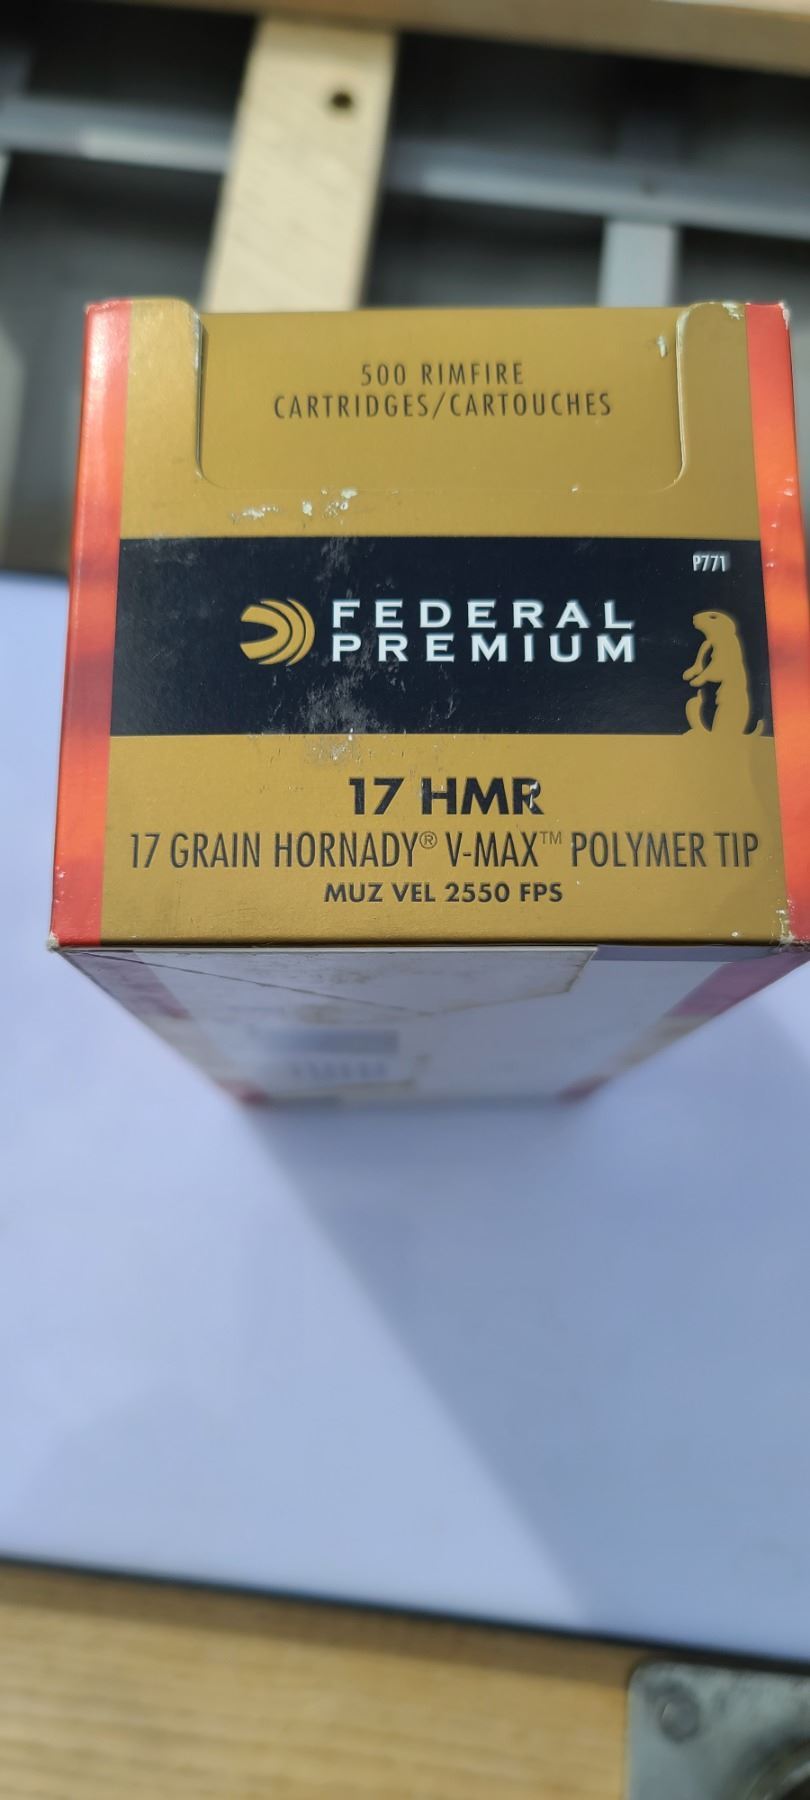 500 RIMFIRE
CARTRIDGES/CARTOUCHES
P771
FEDERAL
PREMIUM
17 HMR
17 GRAIN HORNADY® V-MAX™ POLYMER TIP
MUZ VEL 2550 FPS